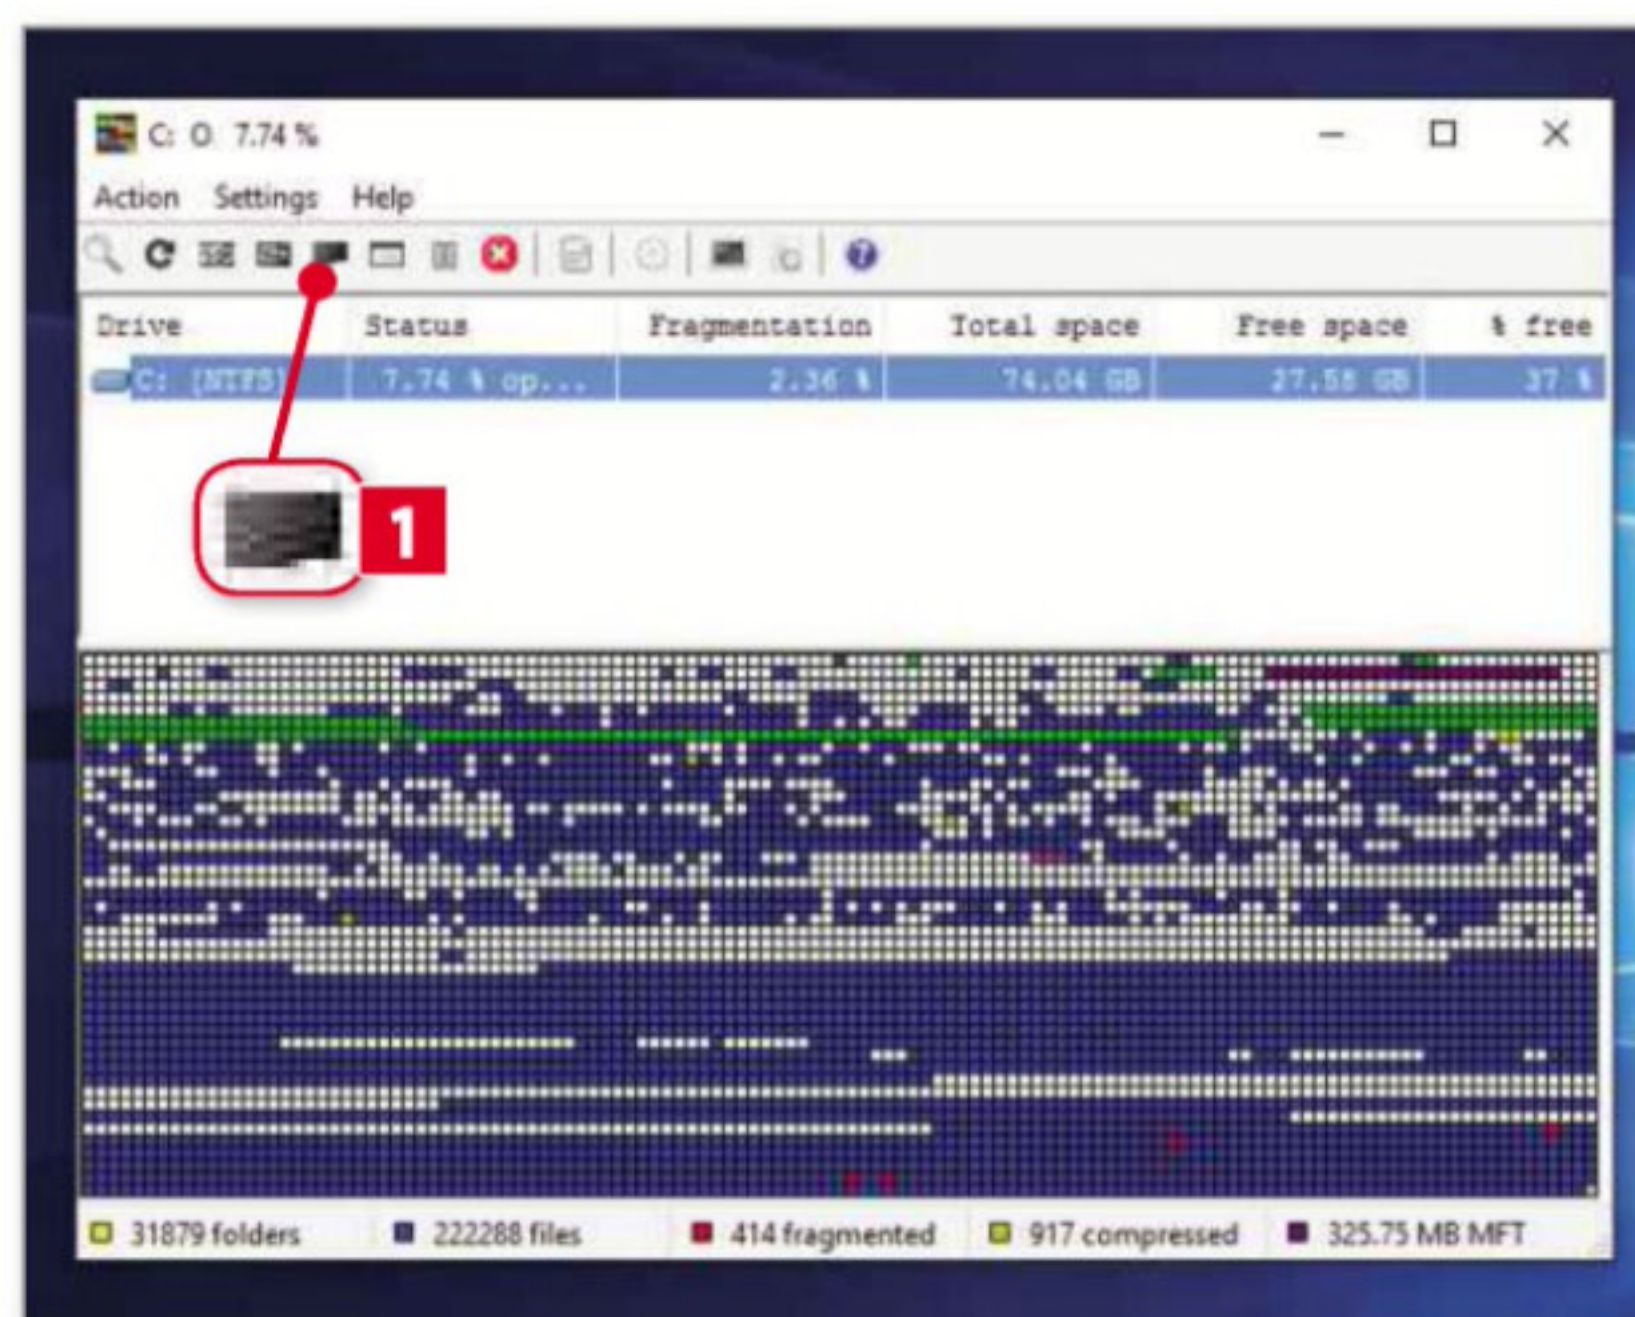 C: O 7.74 %
Action Settings Help
Drive Status Fragmentation Total space Free space % free
C: [NTFS] 7.74 % op... 2.36 % 74.04 GB 27.58 GB 37 %
1
31879 folders 222288 files 414 fragmented 917 compressed 325.75 MB MFT